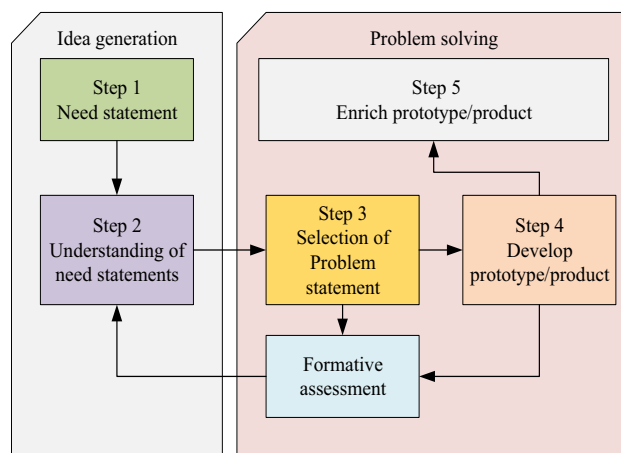 Idea generation
Step 1
Need statement
Step 2
Understanding of
need statements
Problem solving
Step 5
Enrich prototype/product
Step 3
Selection of
Problem
statement
Step 4
Develop
prototype/product
Formative
assessment